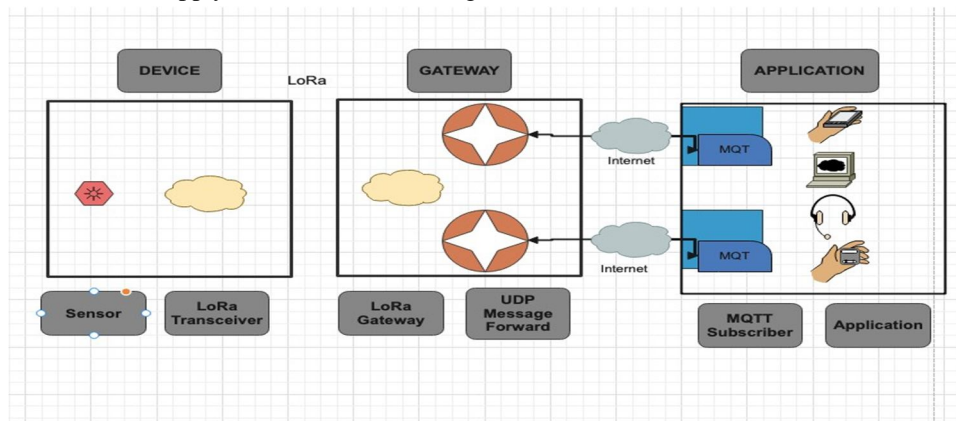 DEVICE
LoRa
GATEWAY
APPLICATION
MQT
Internet
MQT
Internet
Sensor
LoRa
Transceiver
LoRa
Gateway
UDP
Message
Forward
MQTT
Subscriber
Application